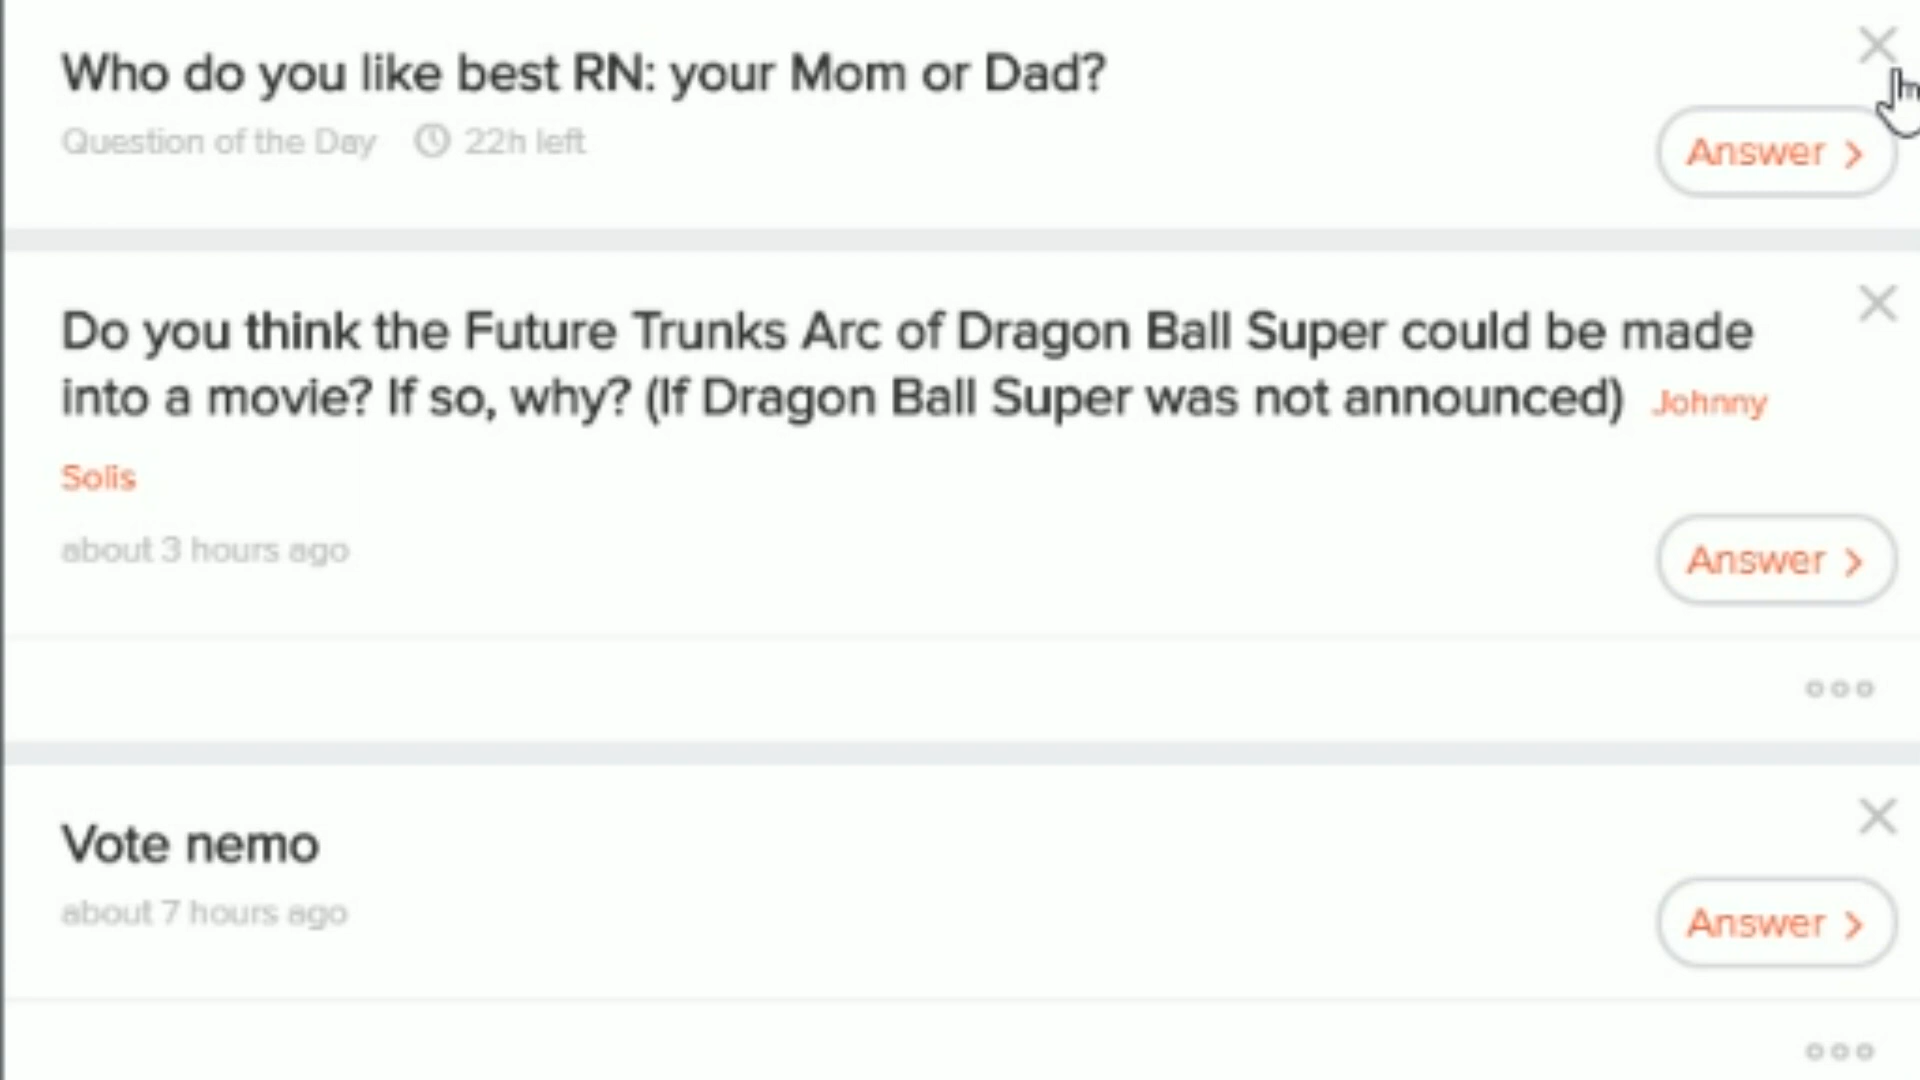 Who do you like best RN: your Mom or Dad?
Question of the Day 22h left
Answer >
Do you think the Future Trunks Arc of Dragon Ball Super could be made
into a movie? If so, why? (If Dragon Ball Super was not announced) Johnny
Solis
about 3 hours ago
Answer >
Vote nemo
about 7 hours ago
Answer >